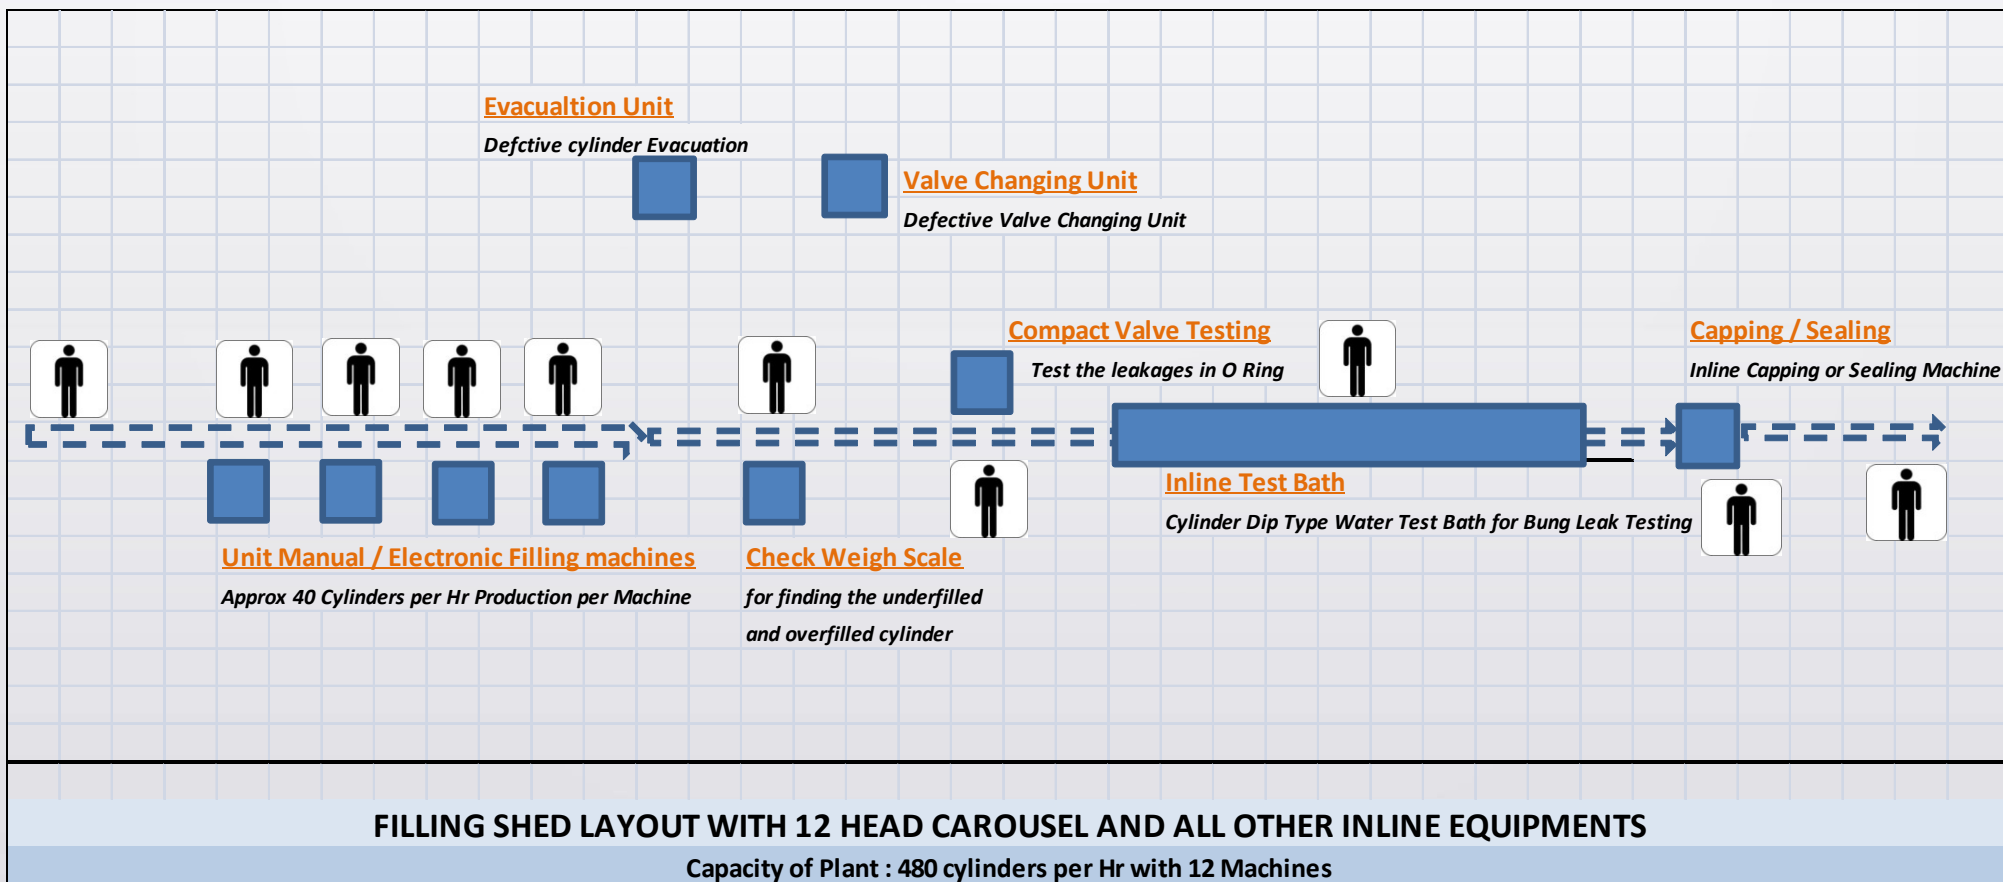 Evacualtion Unit
Defctive cylinder Evacuation
Valve Changing Unit
Defective Valve Changing Unit
Compact Valve Testing
Test the leakages in O Ring
Capping / Sealing
Inline Capping or Sealing Machine
Inline Test Bath
Cylinder Dip Type Water Test Bath for Bung Leak Testing
Unit Manual / Electronic Filling machines
Approx 40 Cylinders per Hr Production per Machine
Check Weigh Scale
for finding the underfilled
and overfilled cylinder
FILLING SHED LAYOUT WITH 12 HEAD CAROUSEL AND ALL OTHER INLINE EQUIPMENTS
Capacity of Plant : 480 cylinders per Hr with 12 Machines